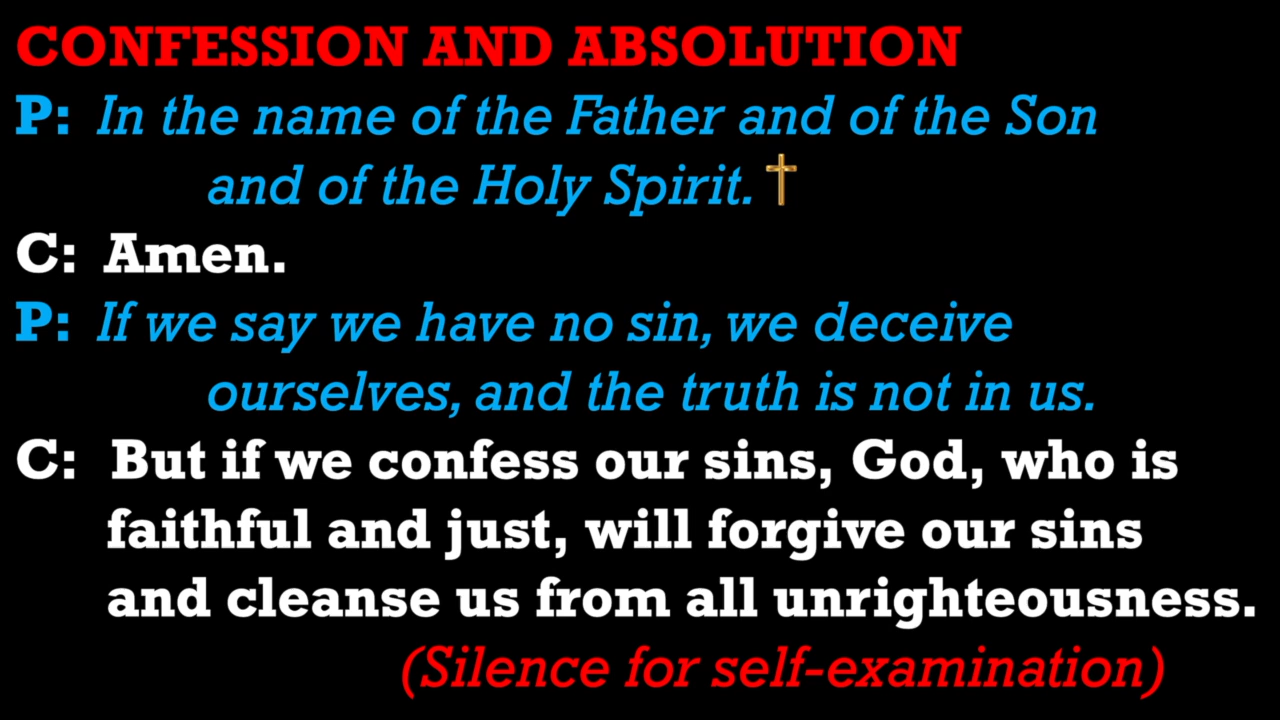 CONFESSION AND ABSOLUTION
P: In the name of the Father and of the Son
and of the Holy Spirit.
C: Amen.
P: If we say we have no sin, we deceive
ourselves, and the truth is not in us.
C: But if we confess our sins, God, who is
faithful and just, will forgive our sins
and cleanse us from all unrighteousness.
(Silence for self-examination)